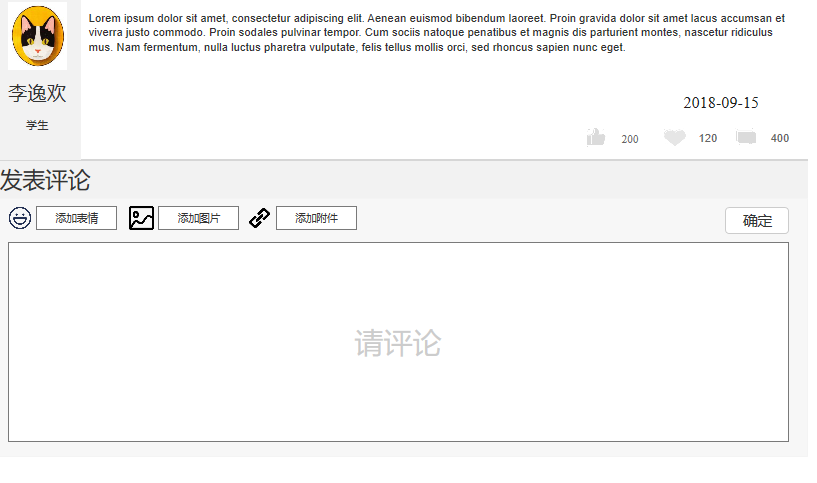 Lorem ipsum dolor sit amet, consectetur adipiscing elit. Aenean euismod bibendum laoreet. Proin gravida dolor sit amet lacus accumsan et
viverra justo commodo. Proin sodales pulvinar tempor. Cum sociis natoque penatibus et magnis dis parturient montes, nascetur ridiculus
mus. Nam fermentum, nulla luctus pharetra vulputate, felis tellus mollis orci, sed rhoncus sapien nunc eget.
李逸欢
学生
2018-09-15
200 120 400
发表评论
添加表情 添加图片 添加附件 确定
请评论